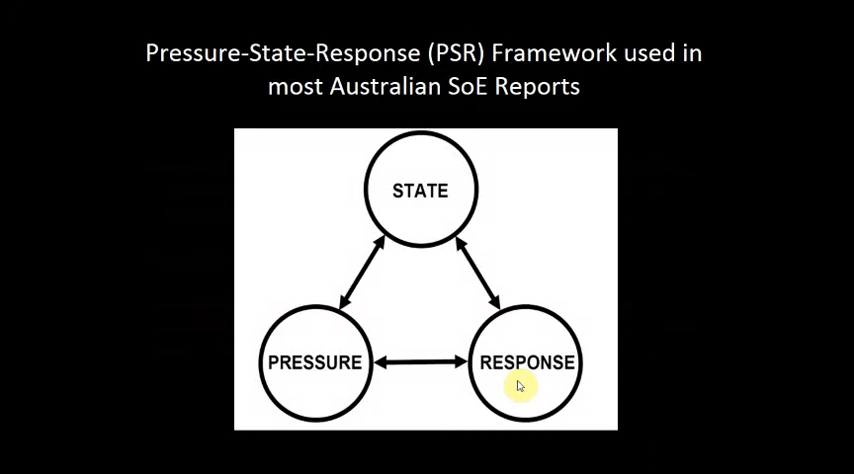 Pressure-State-Response (PSR) Framework used in
most Australian SoE Reports
STATE
PRESSURE
RESPONSE